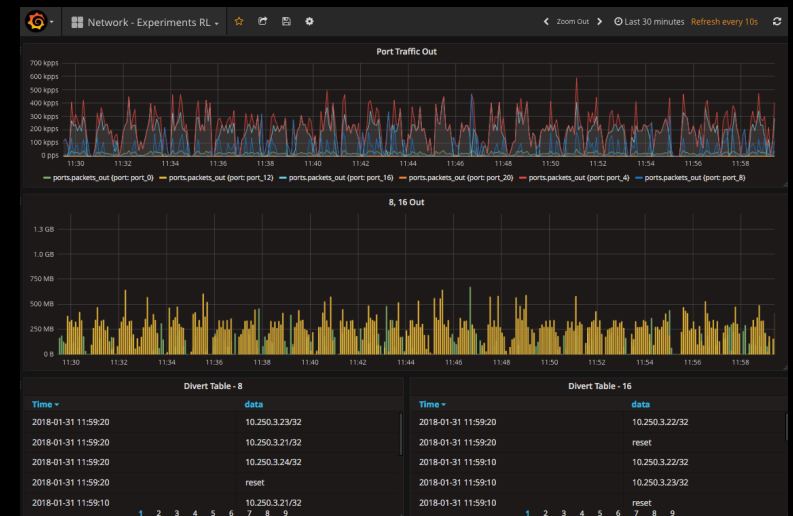 Network - Experiments RL
Zoom Out
Last 30 minutes Refresh every 10s
Port Traffic Out
700 kpps
600 kpps
500 kpps
400 kpps
300 kpps
200 kpps
100 kpps
0 pps
11:30 11:32 11:34 11:36 11:38 11:40 11:42 11:44 11:46 11:48 11:50 11:52 11:54 11:56 11:58
ports.packets_out {port: port_0} ports.packets_out {port: port_12} ports.packets_out {port: port_16} ports.packets_out {port: port_20} ports.packets_out {port: port_4} ports.packets_out {port: port_8}
8, 16 Out
1.3 GB
1.0 GB
750 MB
500 MB
250 MB
0 B
11:30 11:32 11:34 11:36 11:38 11:40 11:42 11:44 11:46 11:48 11:50 11:52 11:54 11:56 11:58
Divert Table - 8
Time data
2018-01-31 11:59:20 10.250.3.23/32
2018-01-31 11:59:20 10.250.3.21/32
2018-01-31 11:59:20 10.250.3.24/32
2018-01-31 11:59:20 reset
2018-01-31 11:59:10 10.250.3.21/32
1 2 3 4 5 6 7 8 9
Divert Table - 16
Time data
2018-01-31 11:59:20 10.250.3.22/32
2018-01-31 11:59:20 reset
2018-01-31 11:59:10 10.250.3.22/32
2018-01-31 11:59:10 10.250.3.23/32
2018-01-31 11:59:10 reset
1 2 3 4 5 6 7 8 9